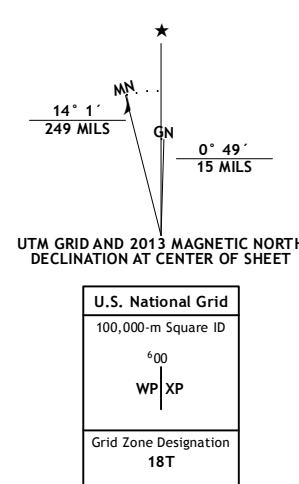 ★
MN
14° 1´
249 MILS
GN
0° 49´
15 MILS
UTM GRID AND 2013 MAGNETIC NORTH
DECLINATION AT CENTER OF SHEET
U.S. National Grid
100,000-m Square ID
⁶00
WP XP
Grid Zone Designation
18T